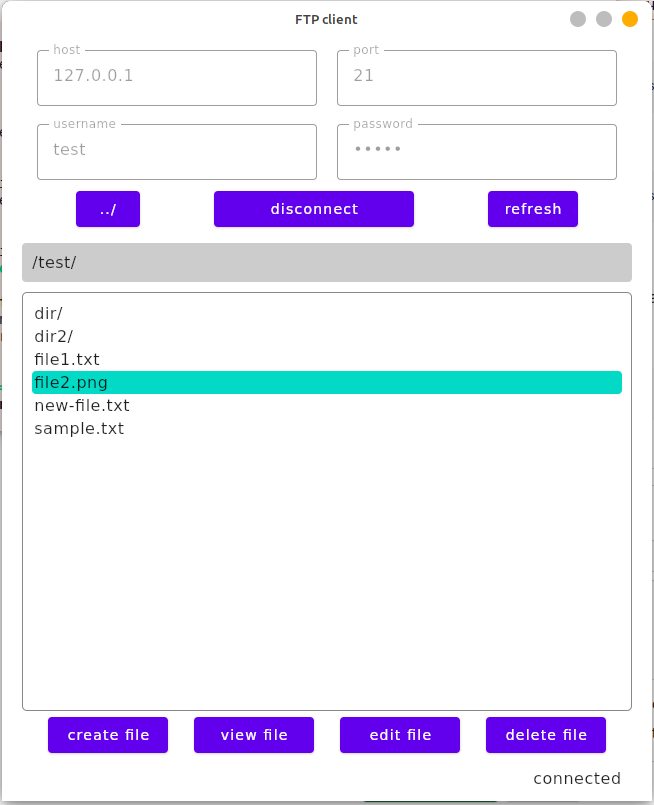 FTP client
host
127.0.0.1
port
21
username
test
password
•••••
../
disconnect
refresh
/test/
dir/
dir2/
file1.txt
file2.png
new-file.txt
sample.txt
create file
view file
edit file
delete file
connected